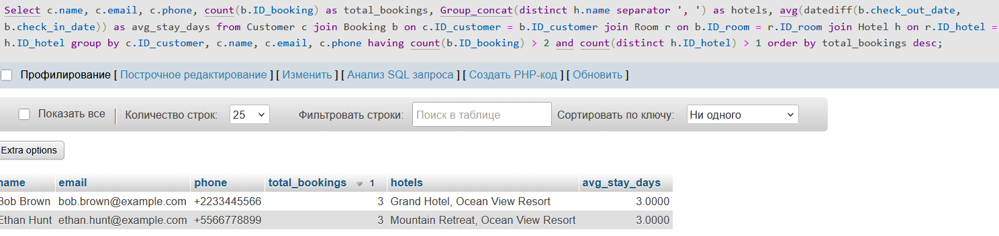 Select c.name, c.email, c.phone, count(b.ID_booking) as total_bookings, Group_concat(distinct h.name separator ', ') as hotels, avg(datediff(b.check_out_date,
b.check_in_date)) as avg_stay_days from Customer c join Booking b on c.ID_customer = b.ID_customer join Room r on b.ID_room = r.ID_room join Hotel h on r.ID_hotel =
h.ID_hotel group by c.ID_customer, c.name, c.email, c.phone having count(b.ID_booking) > 2 and count(distinct h.ID_hotel) > 1 order by total_bookings desc;
Профилирование [ Построчное редактирование ] [ Изменить ] [ Анализ SQL запроса ] [ Создать PHP-код ] [ Обновить ]
Показать все Количество строк: 25 Фильтровать строки: Поиск в таблице Сортировать по ключу: Ни одного
Extra options
name email phone total_bookings 1 hotels avg_stay_days
Bob Brown bob.brown@example.com +2233445566 3 Grand Hotel, Ocean View Resort 3.0000
Ethan Hunt ethan.hunt@example.com +5566778899 3 Mountain Retreat, Ocean View Resort 3.0000